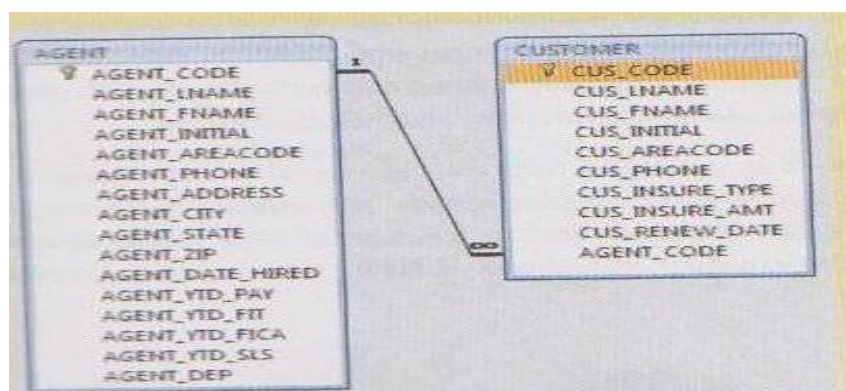 AGENT
AGENT_CODE
AGENT_LNAME
AGENT_FNAME
AGENT_INITIAL
AGENT_AREACODE
AGENT_PHONE
AGENT_ADDRESS
AGENT_CITY
AGENT_STATE
AGENT_ZIP
AGENT_DATE_HIRED
AGENT_YTD_PAY
AGENT_YTD_FIT
AGENT_YTD_FICA
AGENT_YTD_SLS
AGENT_DEP
1
∞
CUSTOMER
CUS_CODE
CUS_LNAME
CUS_FNAME
CUS_INITIAL
CUS_AREACODE
CUS_PHONE
CUS_INSURE_TYPE
CUS_INSURE_AMT
CUS_RENEW_DATE
AGENT_CODE